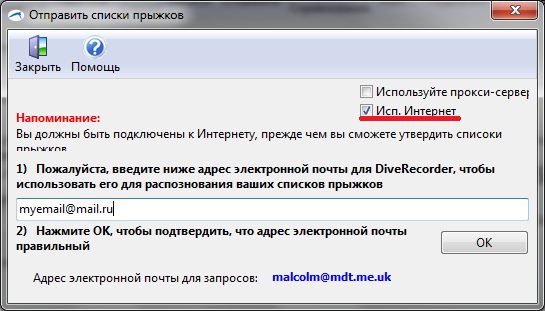 Отправить списки прыжков
Закрыть
Помощь
Используйте прокси-сервер
Исп. Интернет
Напоминание:
Вы должны быть подключены к Интернету, прежде чем вы сможете утвердить списоки
прыжков
1) Пожалуйста, введите ниже адрес электронной почты для DiveRecorder, чтобы
использовать его для распознования ваших списков прыжков
myemail@mail.ru
2) Нажмите ОК, чтобы подтвердить, что адрес электронной почты
правильный
OK
Адрес электронной почты для запросов: malcolm@mdt.me.uk